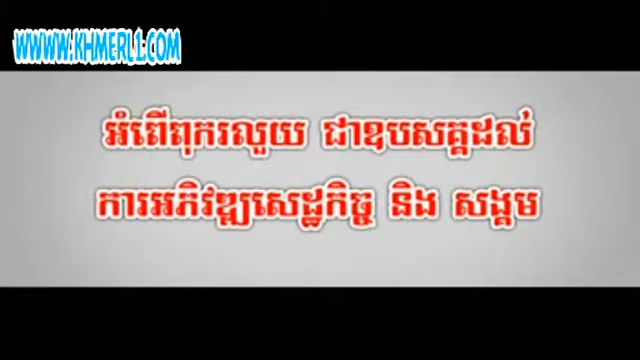 WWW.KHMERL1.COM
អំពើពុករលួយ ជាឧបសគ្គដល់
ការអភិវឌ្ឍសេដ្ឋកិច្ច និង សង្គម